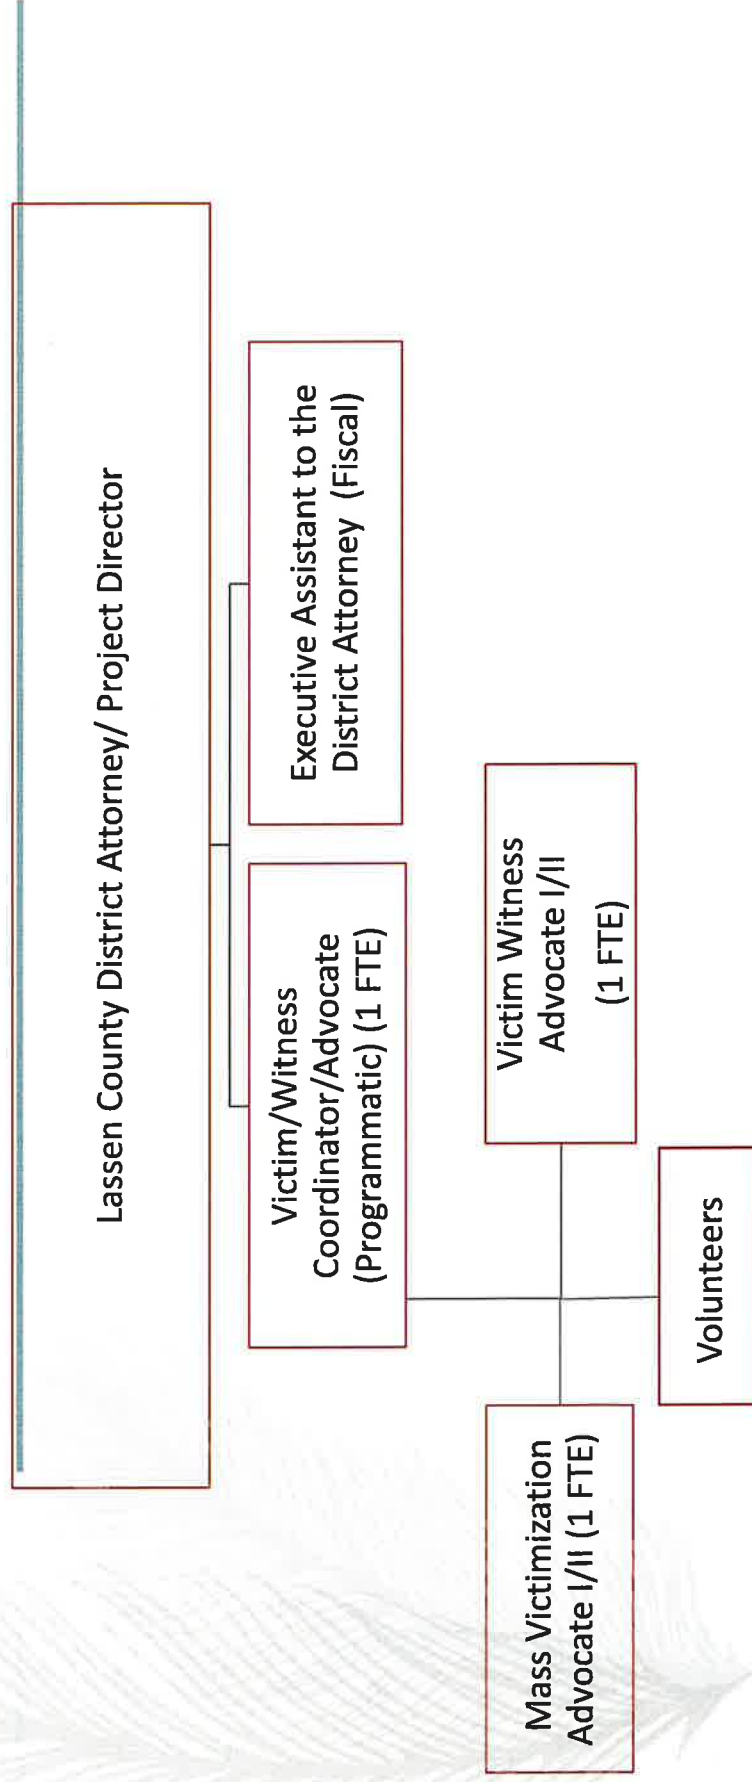 Lassen County District Attorney/ Project Director
Victim/Witness
Coordinator/Advocate
(Programmatic) (1 FTE)
Executive Assistant to the
District Attorney (Fiscal)
Mass Victimization
Advocate I/II (1 FTE)
Victim Witness
Advocate I/II
(1 FTE)
Volunteers